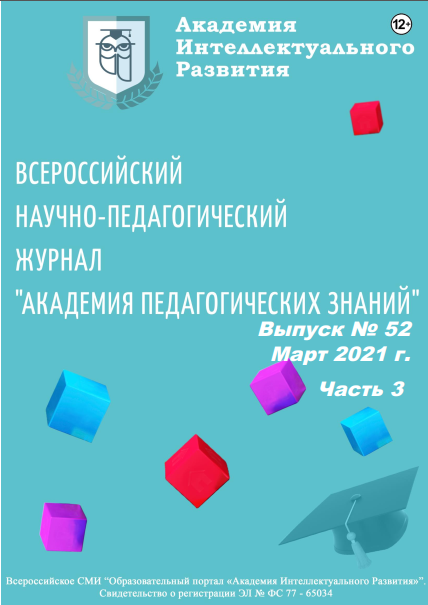 Академия
Интеллектуального
Развития
12+
ВСЕРОССИЙСКИЙ
НАУЧНО-ПЕДАГОГИЧЕСКИЙ
ЖУРНАЛ
"АКАДЕМИЯ ПЕДАГОГИЧЕСКИХ ЗНАНИЙ"
Выпуск № 52
Март 2021 г.
Часть 3
Всероссийское СМИ “Образовательный портал «Академия Интеллектуального Развития»”.
Свидетельство о регистрации ЭЛ № ФС 77 - 65034